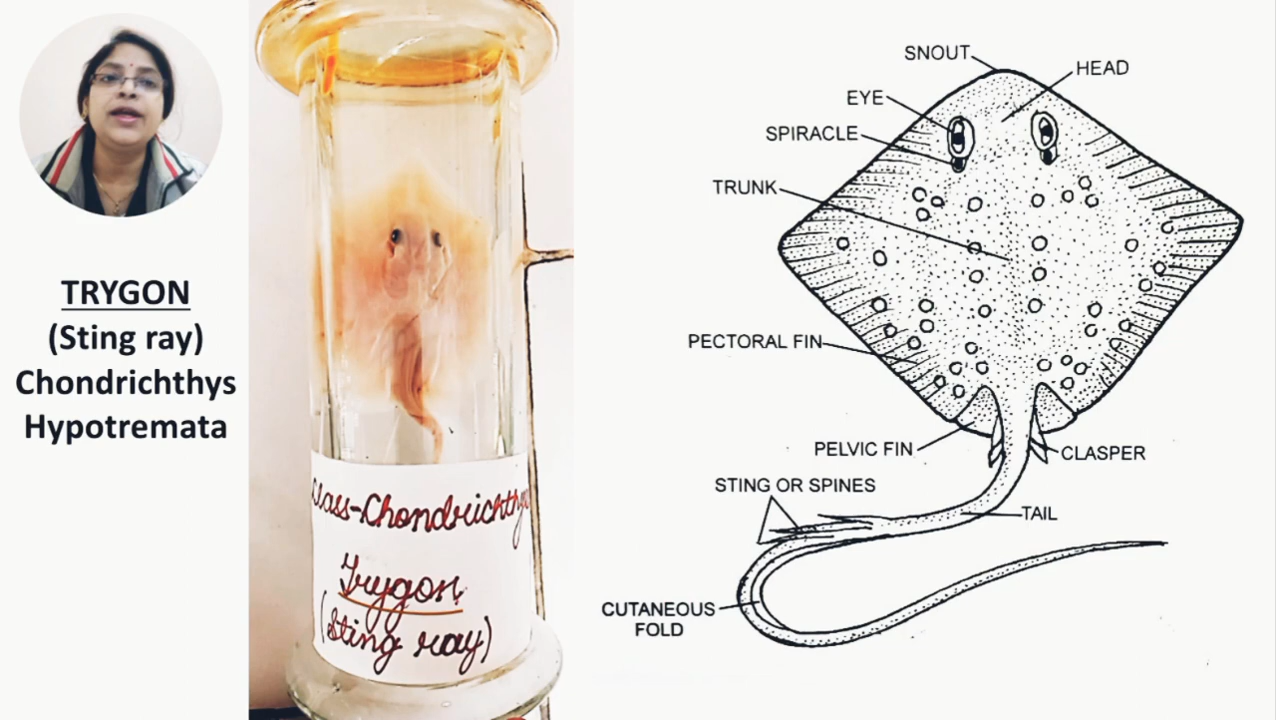 TRYGON
(Sting ray)
Chondrichthys
Hypotremata
Class-Chondrichthy
Trygon
(Sting ray)
SNOUT
HEAD
EYE
SPIRACLE
TRUNK
PECTORAL FIN
PELVIC FIN
CLASPER
STING OR SPINES
TAIL
CUTANEOUS
FOLD